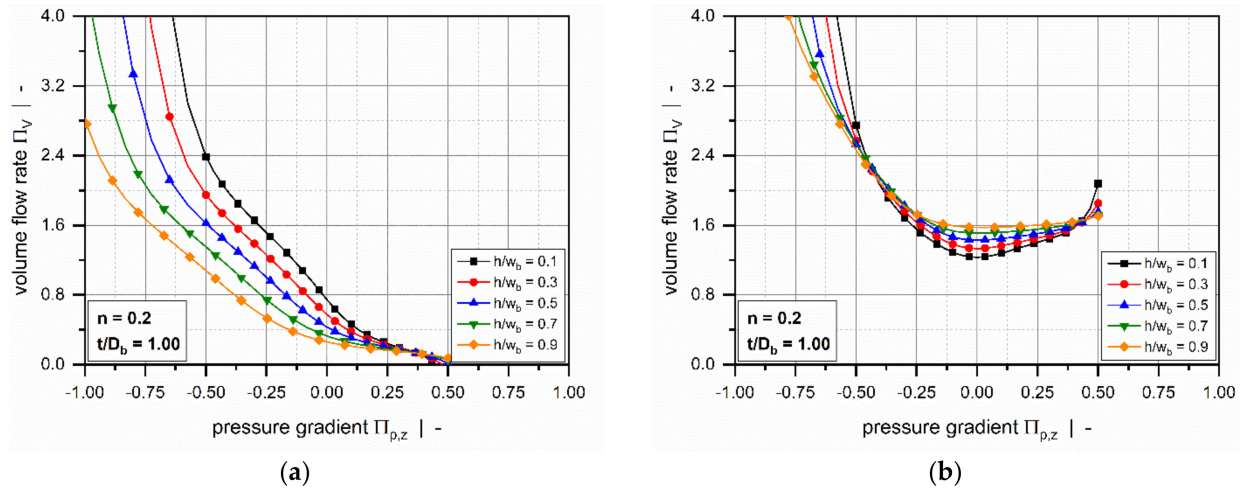 4.0
3.2
2.4
1.6
0.8
0.0
volume flow rate Π_V | -
n = 0.2
t/D_b = 1.00
h/w_b = 0.1
h/w_b = 0.3
h/w_b = 0.5
h/w_b = 0.7
h/w_b = 0.9
-1.00 -0.75 -0.50 -0.25 0.00 0.25 0.50 0.75 1.00
pressure gradient Π_p,z | -
(a)
4.0
3.2
2.4
1.6
0.8
0.0
volume flow rate Π_V | -
n = 0.2
t/D_b = 1.00
h/w_b = 0.1
h/w_b = 0.3
h/w_b = 0.5
h/w_b = 0.7
h/w_b = 0.9
-1.00 -0.75 -0.50 -0.25 0.00 0.25 0.50 0.75 1.00
pressure gradient Π_p,z | -
(b)